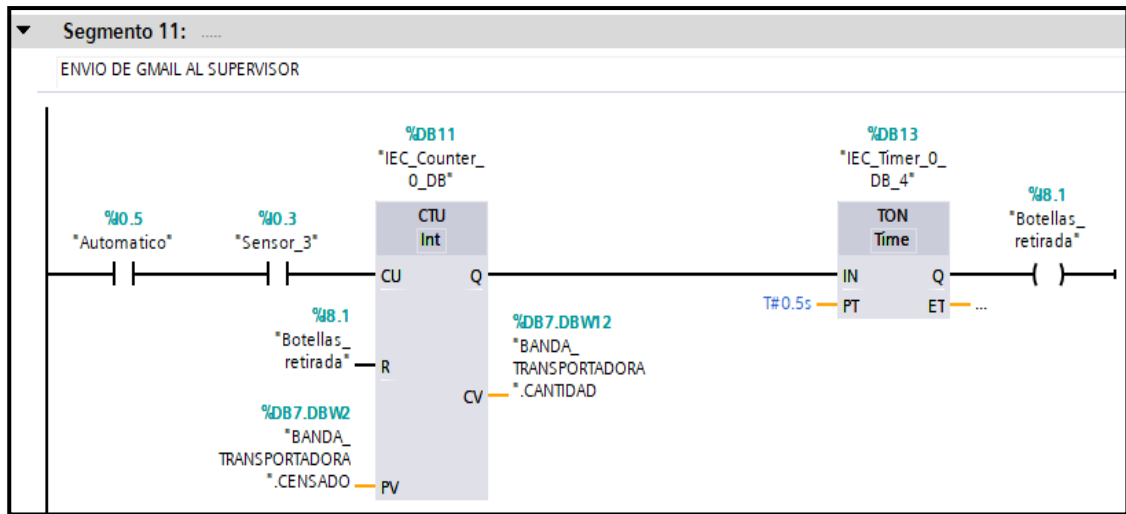 Segmento 11: .....
ENVIO DE GMAIL AL SUPERVISOR
%DB11
"IEC_Counter_
0_DB"
%DB13
"IEC_Timer_0_
DB_4"
%I0.5
"Automatico"
%I0.3
"Sensor_3"
CTU
Int
TON
Time
%I8.1
"Botellas_
retirada"
CU
Q
IN
Q
T#0.5s
PT
ET
...
%I8.1
"Botellas_
retirada"
R
%DB7.DBW12
"BANDA_
TRANSPORTADORA
".CANTIDAD
CV
%DB7.DBW2
"BANDA_
TRANSPORTADORA
".CENSADO
PV